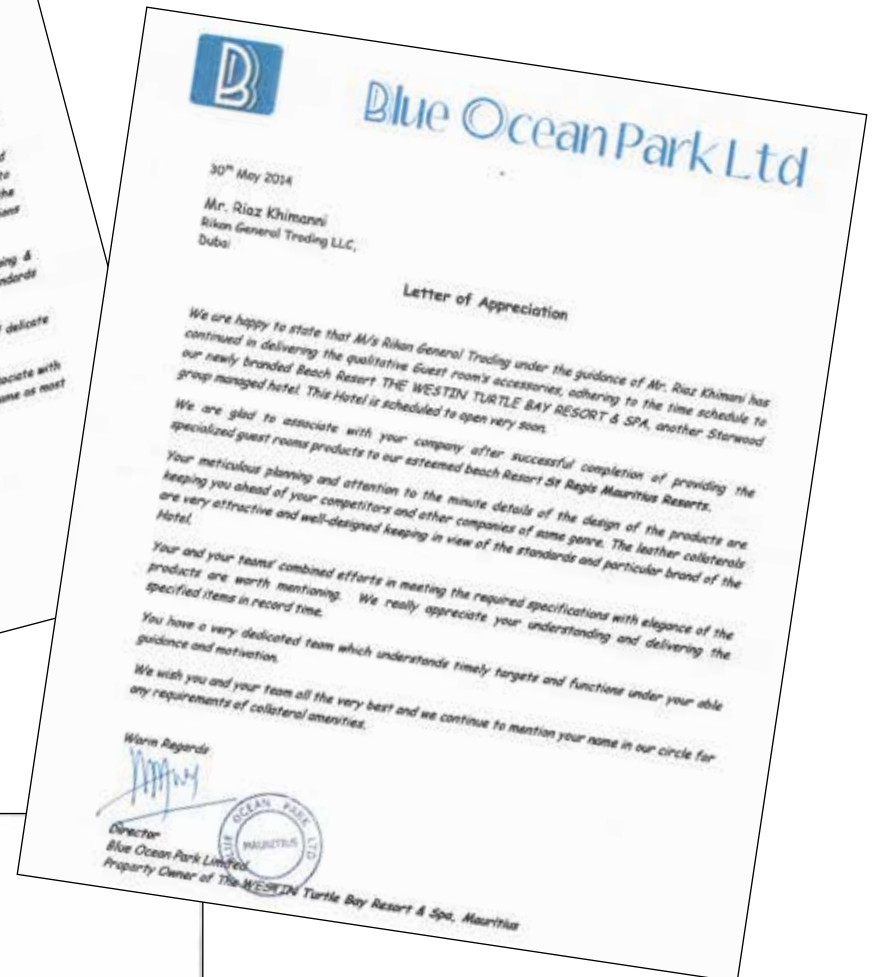 B
Blue Ocean Park Ltd
30th May 2014
Mr. Riaz Khimanni
Rikan General Trading LLC,
Dubai
Letter of Appreciation
We are happy to state that M/s Rikan General Trading under the guidance of Mr. Riaz Khimani has
continued in delivering the qualitative Guest room's accessories, adhering to the time schedule to
our newly branded Beach Resort THE WESTIN TURTLE BAY RESORT & SPA, another Starwood
group managed hotel. This Hotel is scheduled to open very soon.
We are glad to associate with your company after successful completion of providing the
specialized guest rooms products to our esteemed beach Resort St Regis Mauritius Resorts.
Your meticulous planning and attention to the minute details of the design of the products are
keeping you ahead of your competitors and other companies of same genre. The leather collaterals
are very attractive and well-designed keeping in view of the standards and particular brand of the
Hotel.
Your and your teams' combined efforts in meeting the required specifications with elegance of the
products are worth mentioning. We really appreciate your understanding and delivering the
specified items in record time.
You have a very dedicated team which understands timely targets and functions under your able
guidance and motivation.
We wish you and your team all the very best and we continue to mention your name in our circle for
any requirements of collateral amenities.
Warm Regards
Director
Blue Ocean Park Limited
Property Owner of The WESTIN Turtle Bay Resort & Spa, Mauritius
BLUE OCEAN PARK LTD
MAURITIUS
to
the
ing &
delicate
ociate with
ome as most